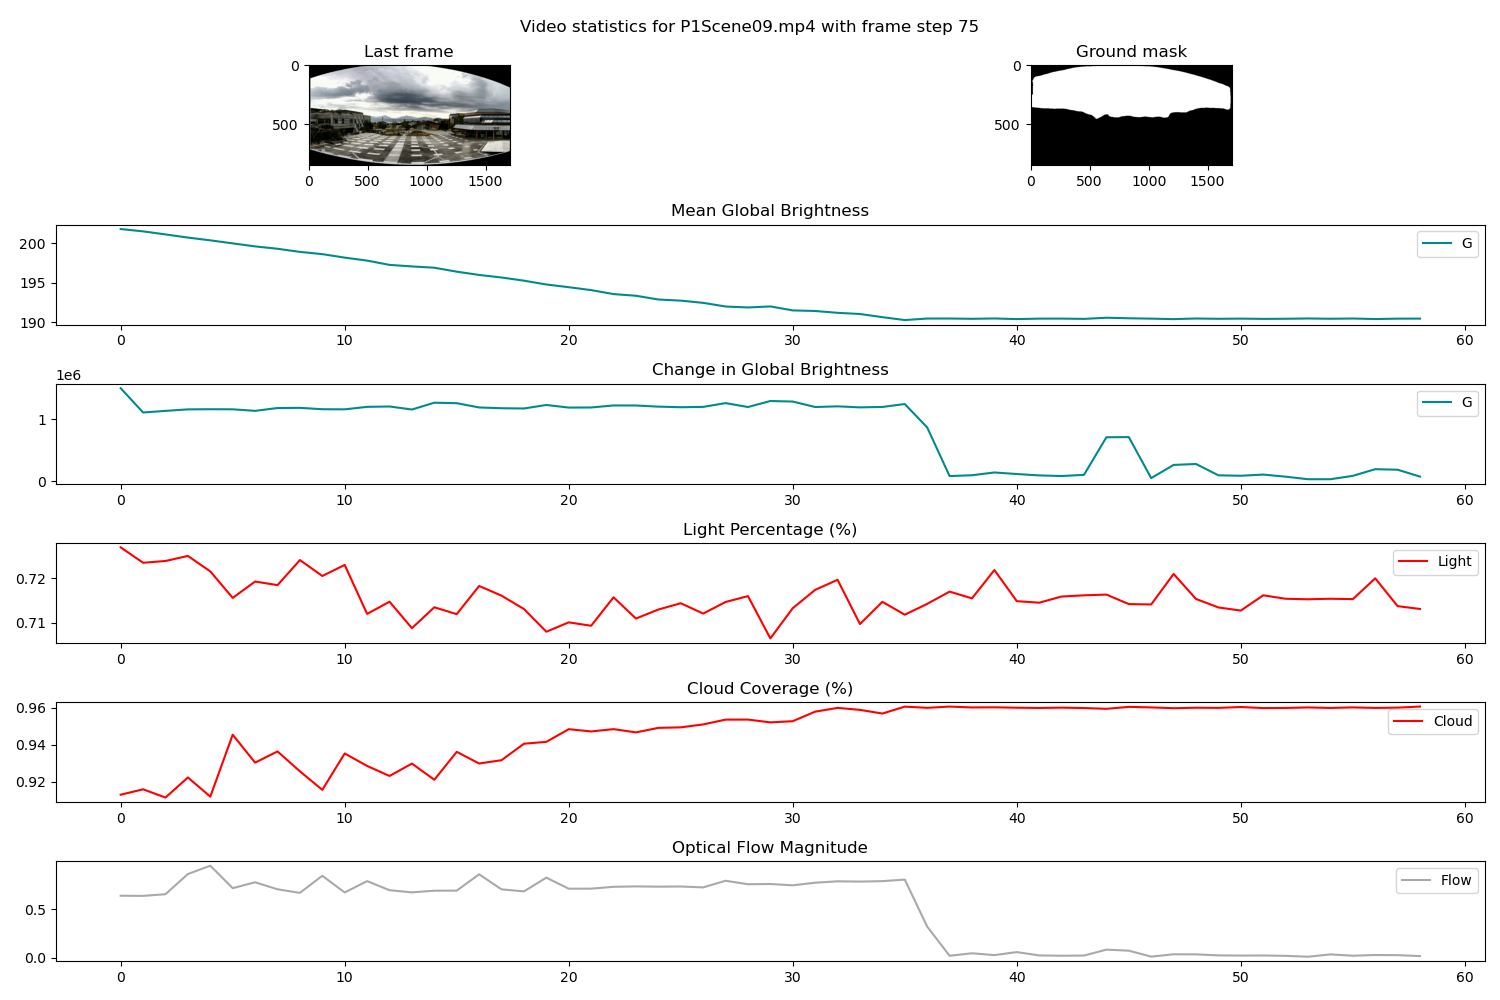 Video statistics for P1Scene09.mp4 with frame step 75
Last frame
0
500
0 500 1000 1500
Ground mask
0
500
0 500 1000 1500
Mean Global Brightness
200
195
190
G
0 10 20 30 40 50 60
Change in Global Brightness
1e6
1
0
G
0 10 20 30 40 50 60
Light Percentage (%)
0.72
0.71
Light
0 10 20 30 40 50 60
Cloud Coverage (%)
0.96
0.94
0.92
Cloud
0 10 20 30 40 50 60
Optical Flow Magnitude
0.5
0.0
Flow
0 10 20 30 40 50 60